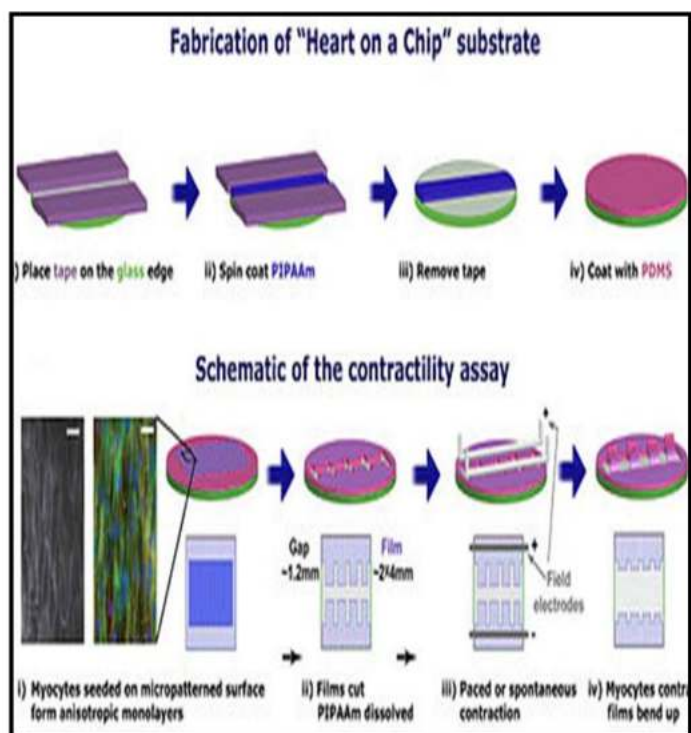 Fabrication of “Heart on a Chip” substrate
) Place tape on the glass edge
ii) Spin coat PIPAAm
iii) Remove tape
iv) Coat with PDMS
Schematic of the contractility assay
+
Gap
~1.2mm
Film
~2*4mm
+
Field
electrodes
-
i) Myocytes seeded on micropatterned surface
form anisotropic monolayers
ii) Films cut
PIPAAm dissolved
iii) Paced or spontaneous
contraction
iv) Myocytes contra
films bend up